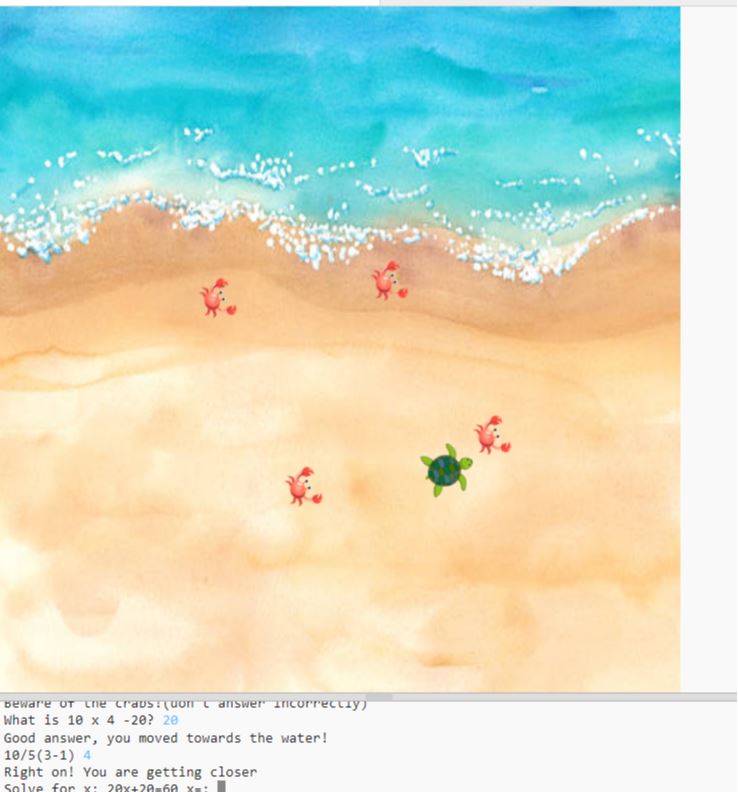 Beware of the crabs!(don't answer incorrectly)
What is 10 x 4 -20? 20
Good answer, you moved towards the water!
10/5(3-1) 4
Right on! You are getting closer
Solve for x: 20x+20=60 x=: